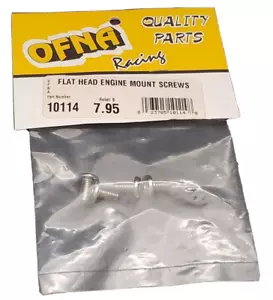 OFNA
QUALITY
PARTS
Racing
FLAT HEAD ENGINE MOUNT SCREWS
Part Number
10114
Retail $
7.95